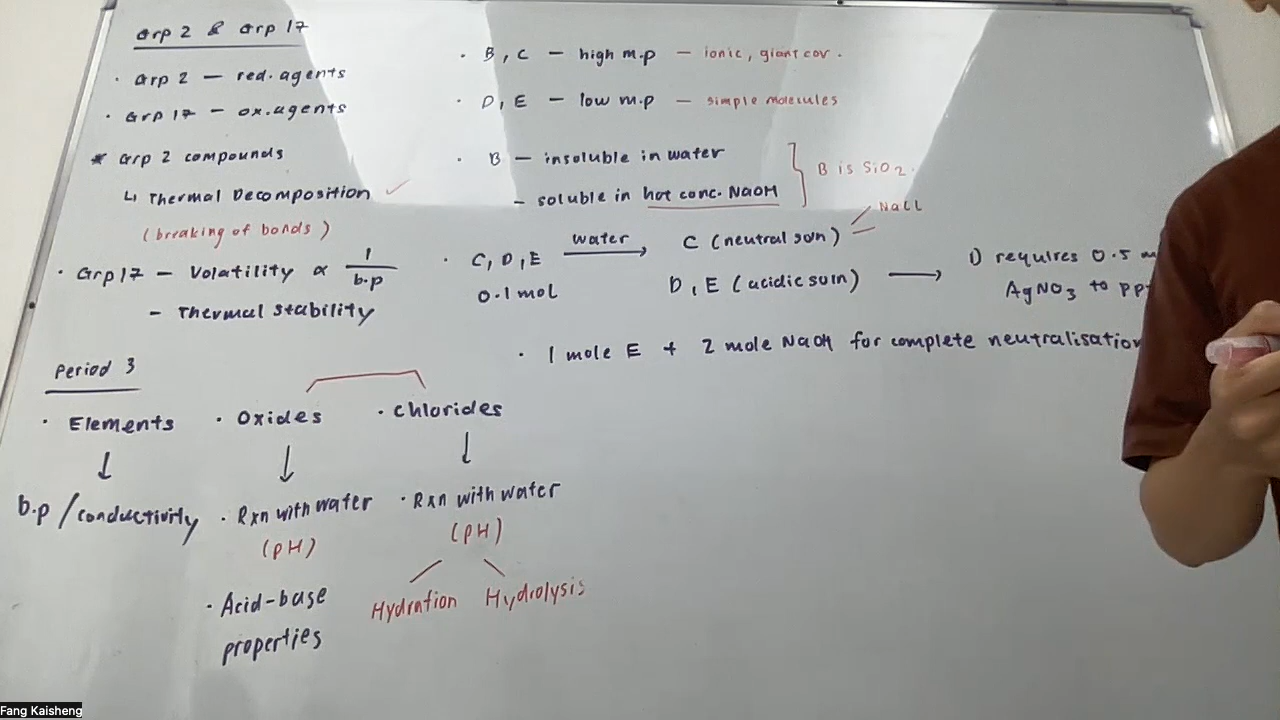 Grp 2 & Grp 17
· Grp 2 — red. agents
· Grp 17 — ox. agents
* Grp 2 compounds
↳ Thermal Decomposition ✓
(breaking of bonds)
· Grp 17 — Volatility ∝ 1/b.p
– Thermal stability
Period 3
· Elements · Oxides · Chlorides
↓ ↓ ↓
b.p / conductivity · Rxn with water · Rxn with water
(pH) (pH)
· Acid-base Hydration Hydrolysis
properties
· B, C — high m.p — ionic, giant cov.
· D, E — low m.p — simple molecules
· B — insoluble in water
– soluble in hot conc. NaOH } B is SiO2.
NaCl
· C, D, E water → C (neutral soln)
0.1 mol D, E (acidic soln) → 1) requires 0.5
AgNO3 to
· 1 mole E + 2 mole NaOH for complete neutralisation
Fang Kaisheng